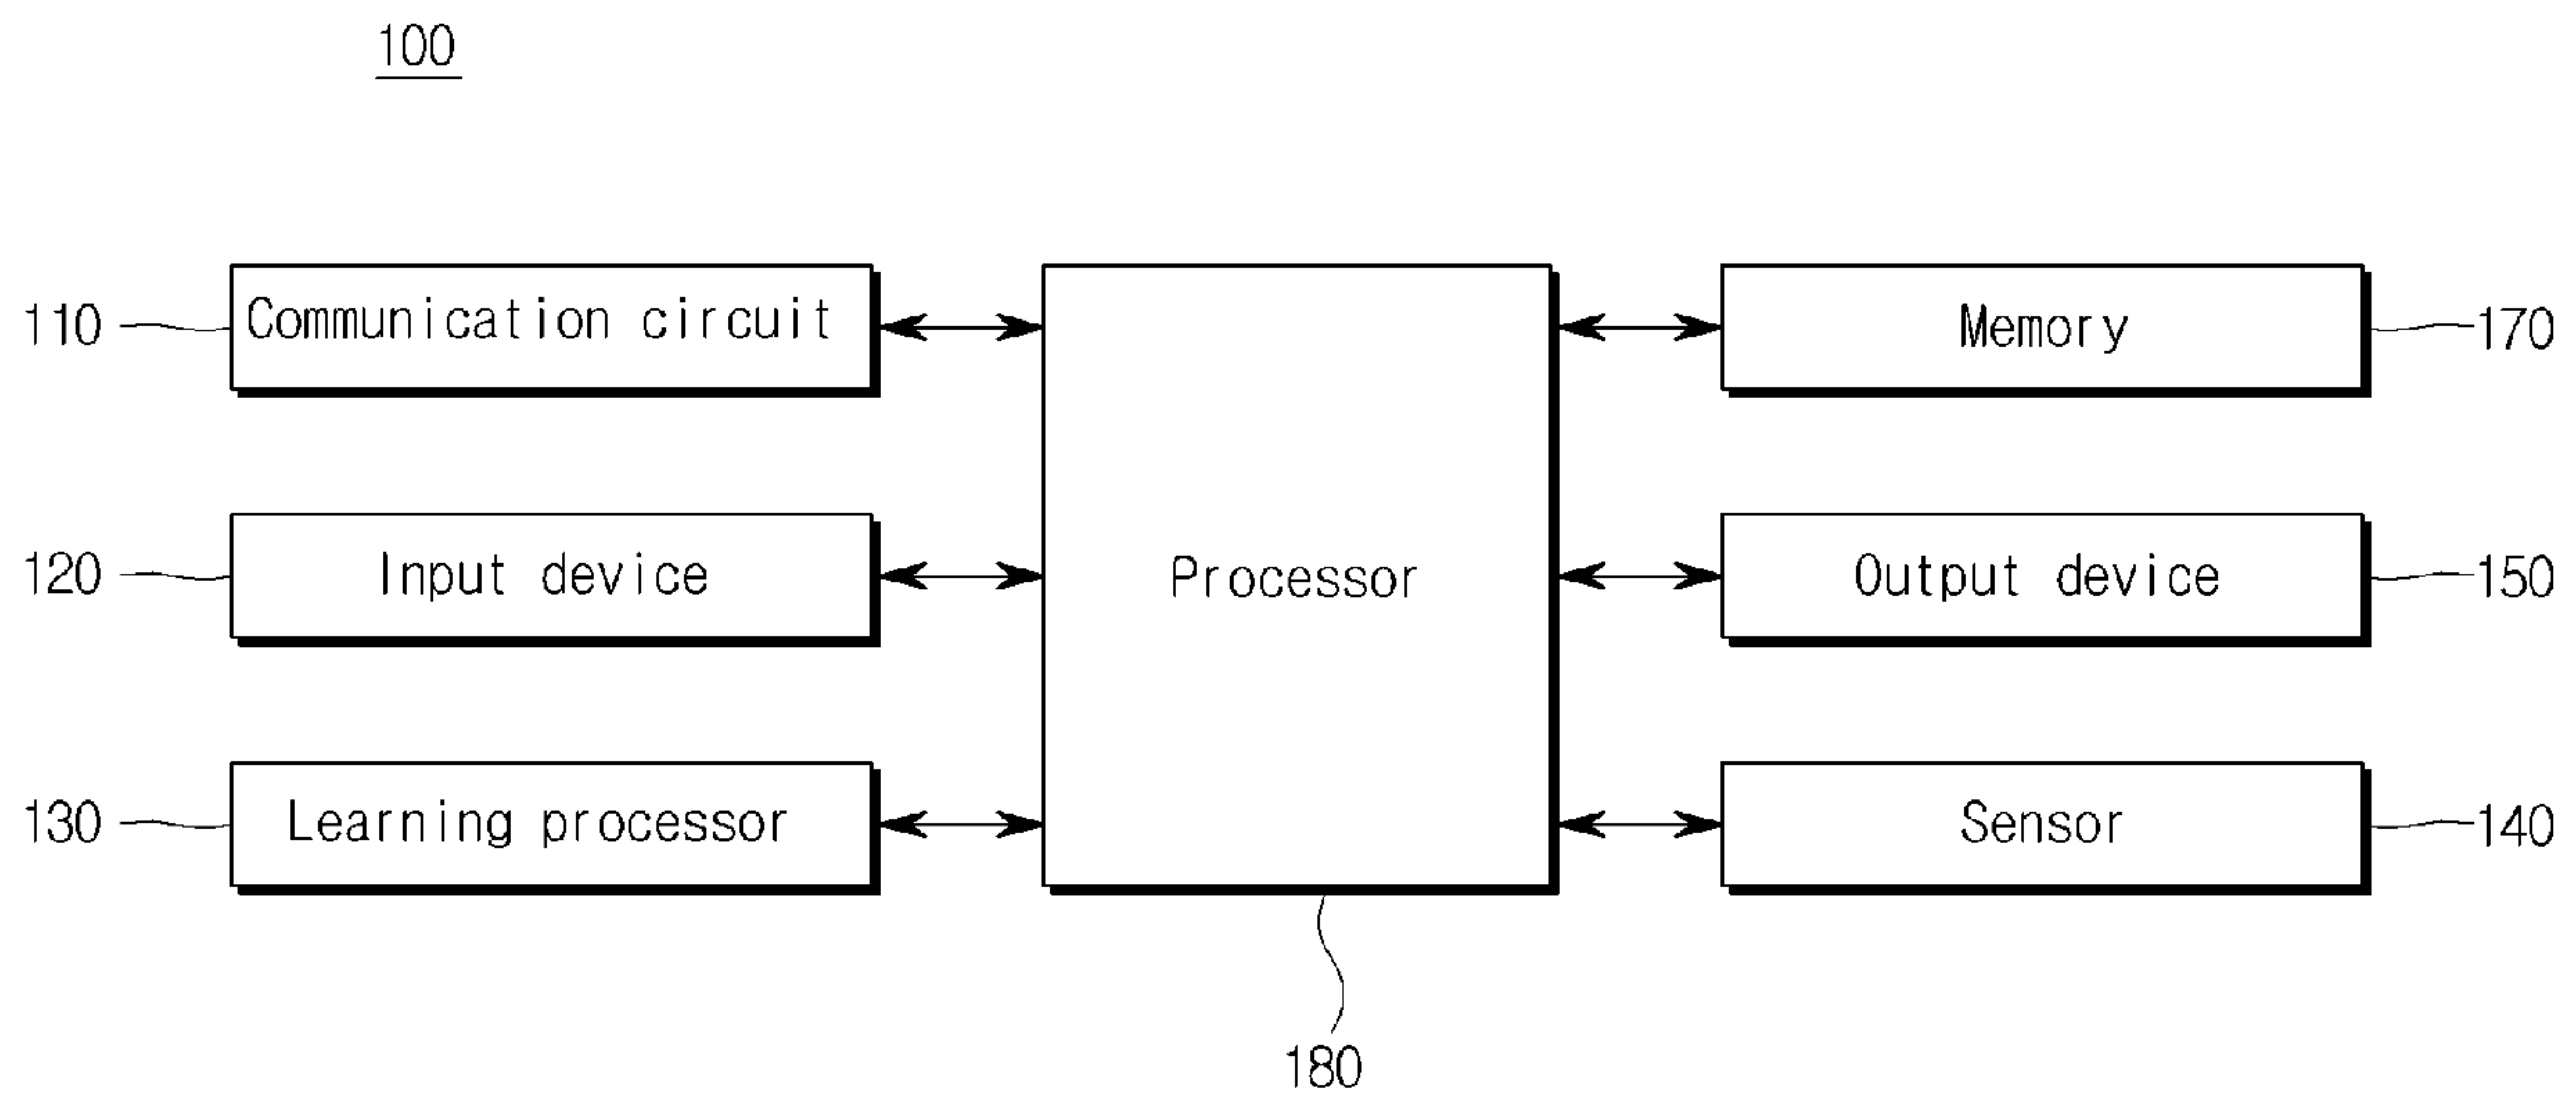 100
110
Communication circuit
Memory
170
120
Input device
Processor
Output device
150
130
Learning processor
Sensor
140
180